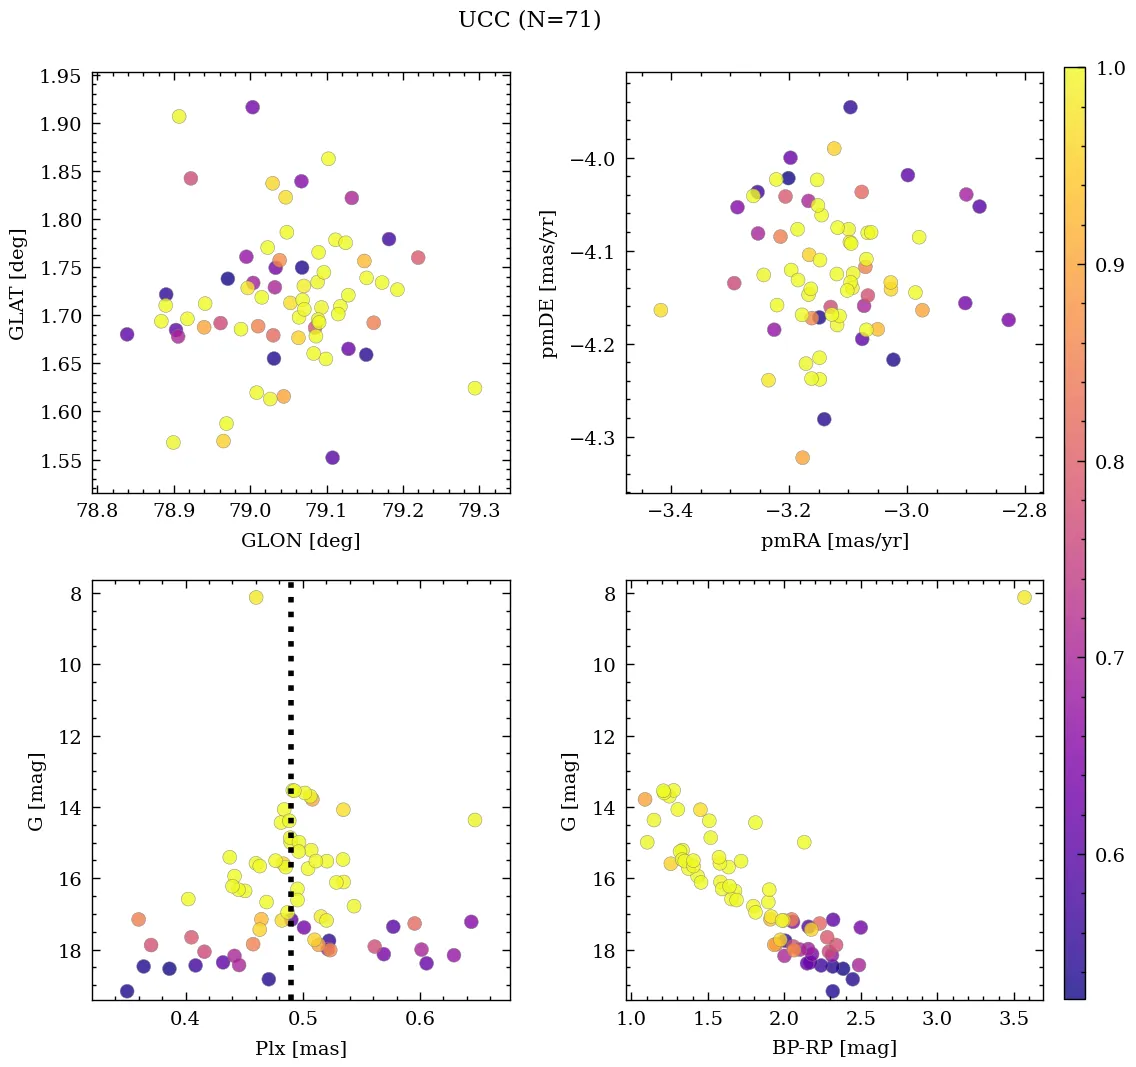 UCC (N=71)
1.95
1.90
1.85
1.80
1.75
1.70
1.65
1.60
1.55
GLAT [deg]
78.8 78.9 79.0 79.1 79.2 79.3
GLON [deg]
−4.0
−4.1
−4.2
−4.3
pmDE [mas/yr]
−3.4 −3.2 −3.0 −2.8
pmRA [mas/yr]
1.0
0.9
0.8
0.7
0.6
8
10
12
14
16
18
G [mag]
0.4 0.5 0.6
Plx [mas]
8
10
12
14
16
18
G [mag]
1.0 1.5 2.0 2.5 3.0 3.5
BP-RP [mag]